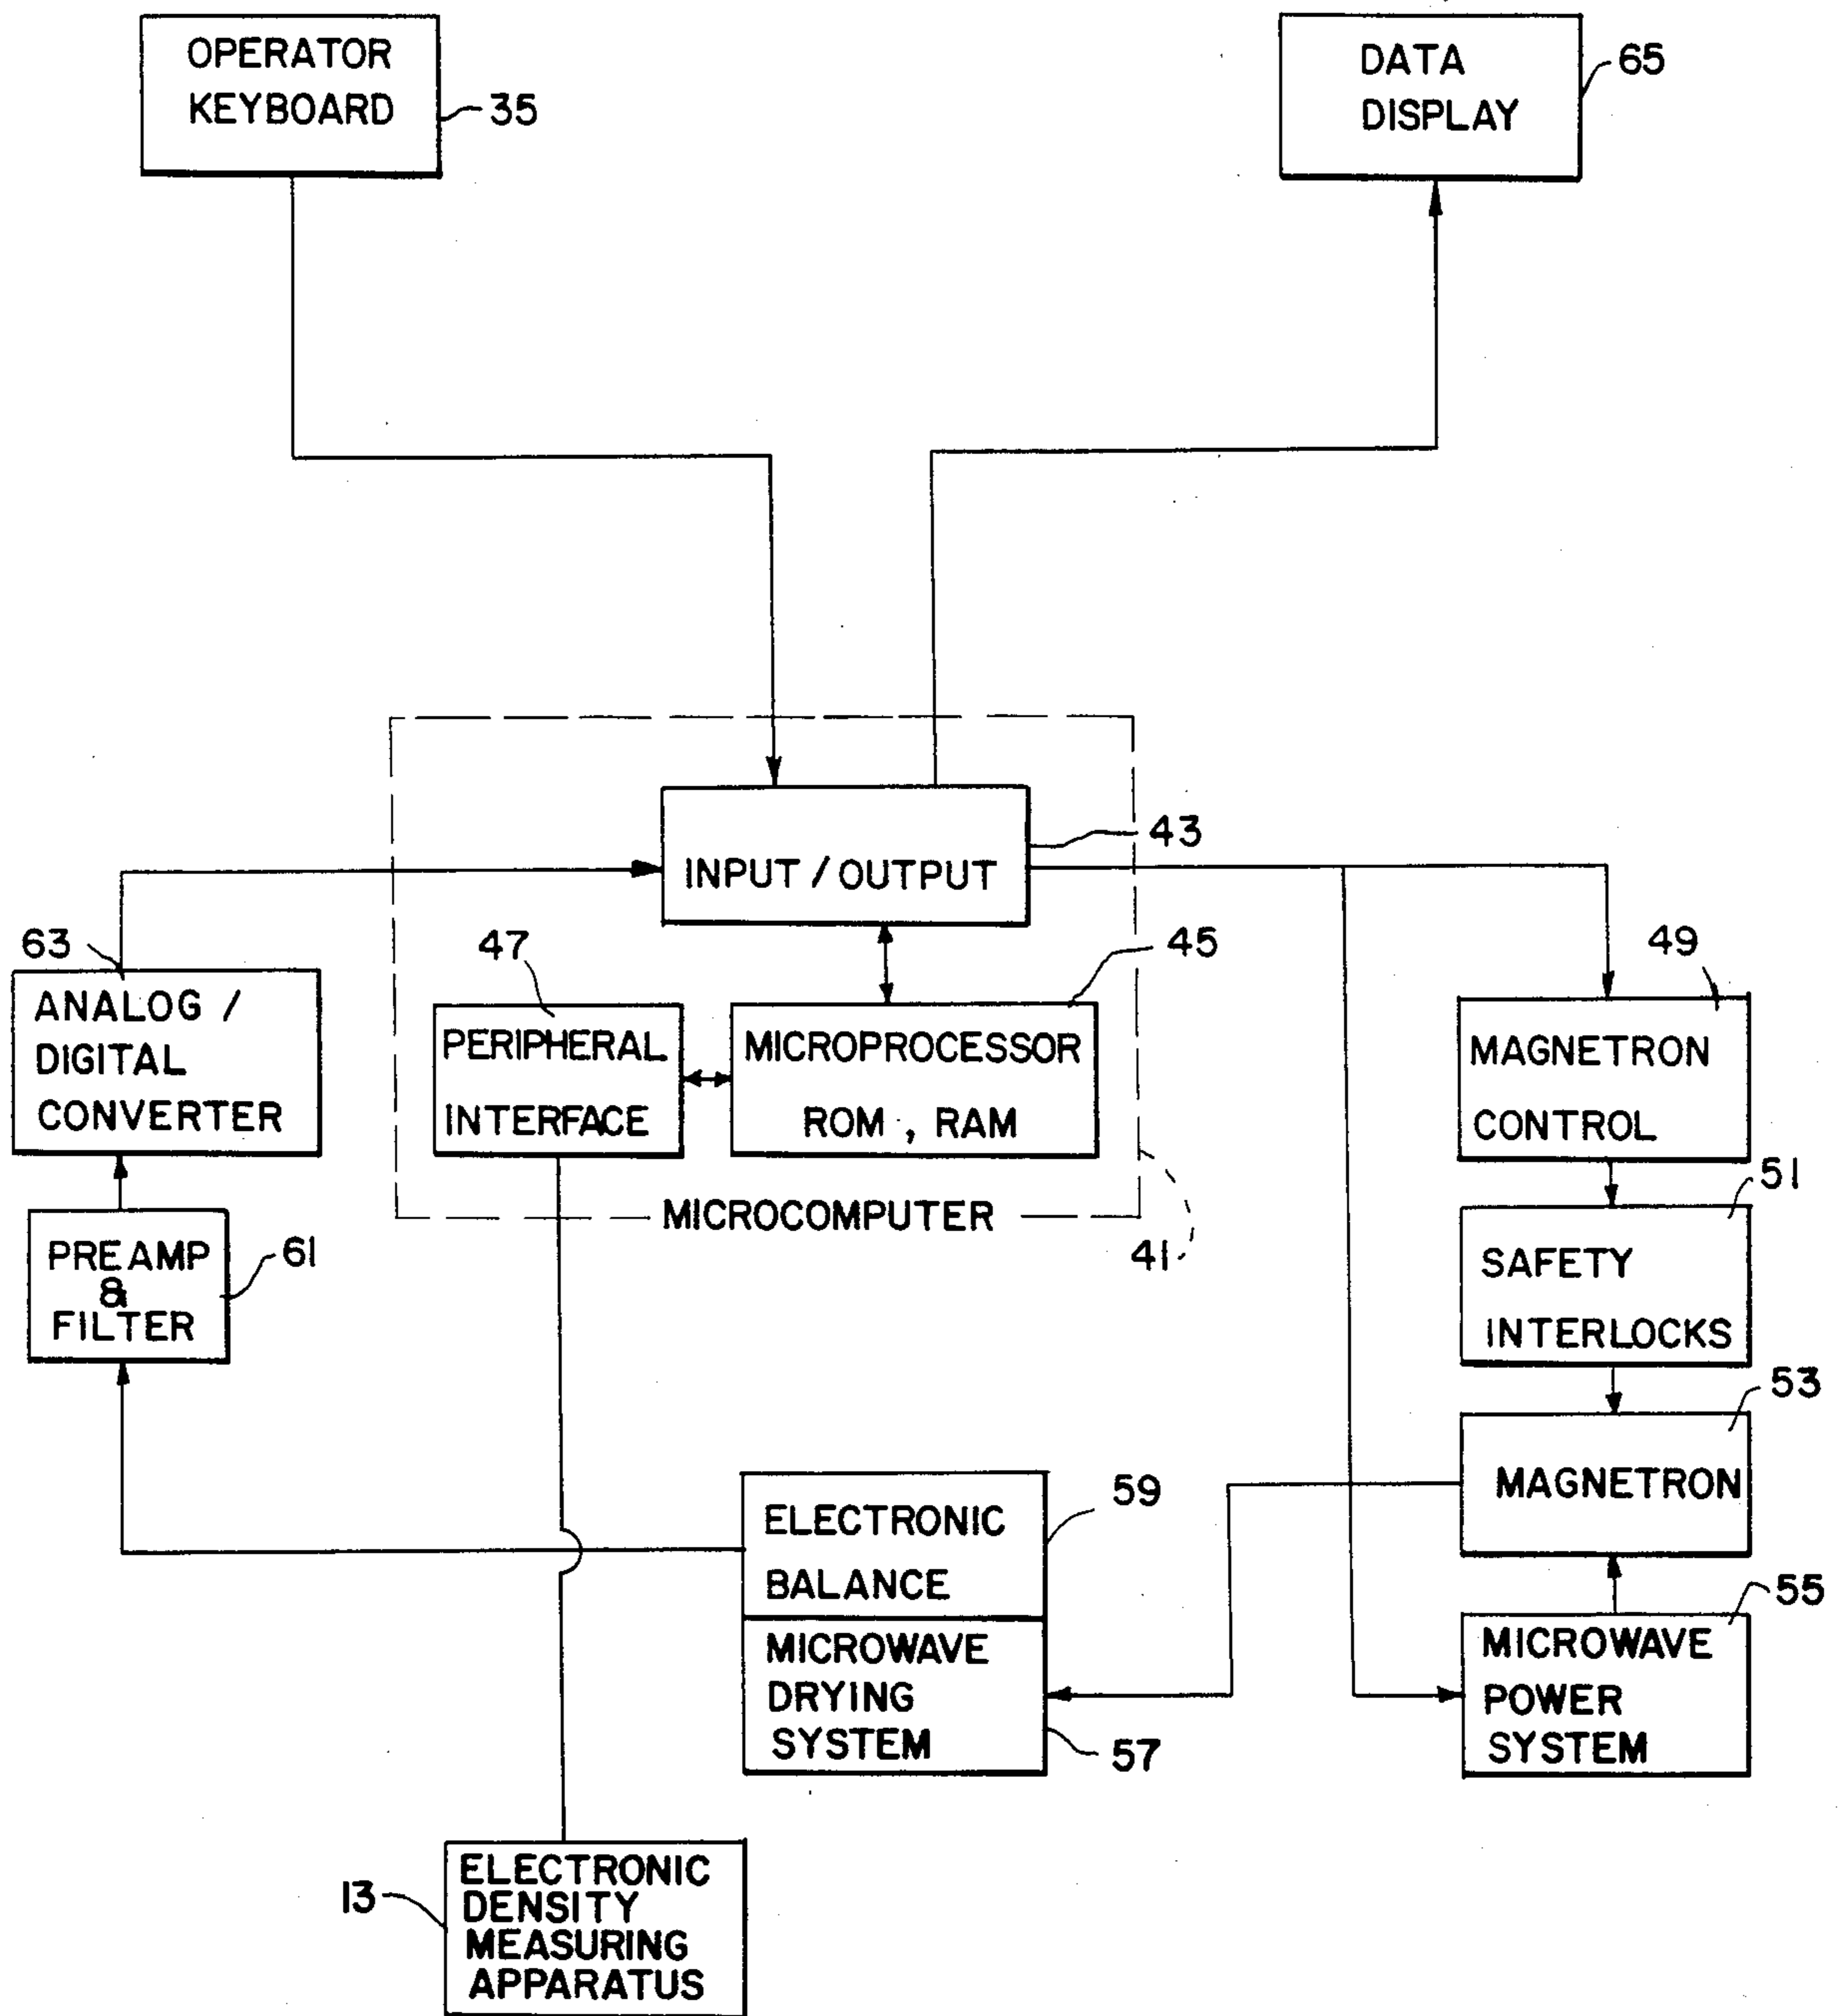 OPERATOR
KEYBOARD
35
DATA
DISPLAY
65
43
INPUT / OUTPUT
63
ANALOG /
DIGITAL
CONVERTER
47
PERIPHERAL
INTERFACE
45
MICROPROCESSOR
ROM , RAM
MICROCOMPUTER
41
49
MAGNETRON
CONTROL
PREAMP
&
FILTER
61
51
SAFETY
INTERLOCKS
53
MAGNETRON
ELECTRONIC
BALANCE
59
MICROWAVE
DRYING
SYSTEM
57
55
MICROWAVE
POWER
SYSTEM
13
ELECTRONIC
DENSITY
MEASURING
APPARATUS